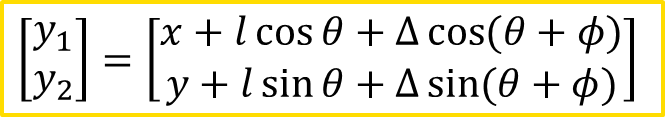 [y₁] = [x + l cos θ + Δ cos(θ + ϕ)]
[y₂] = [y + l sin θ + Δ sin(θ + ϕ)]